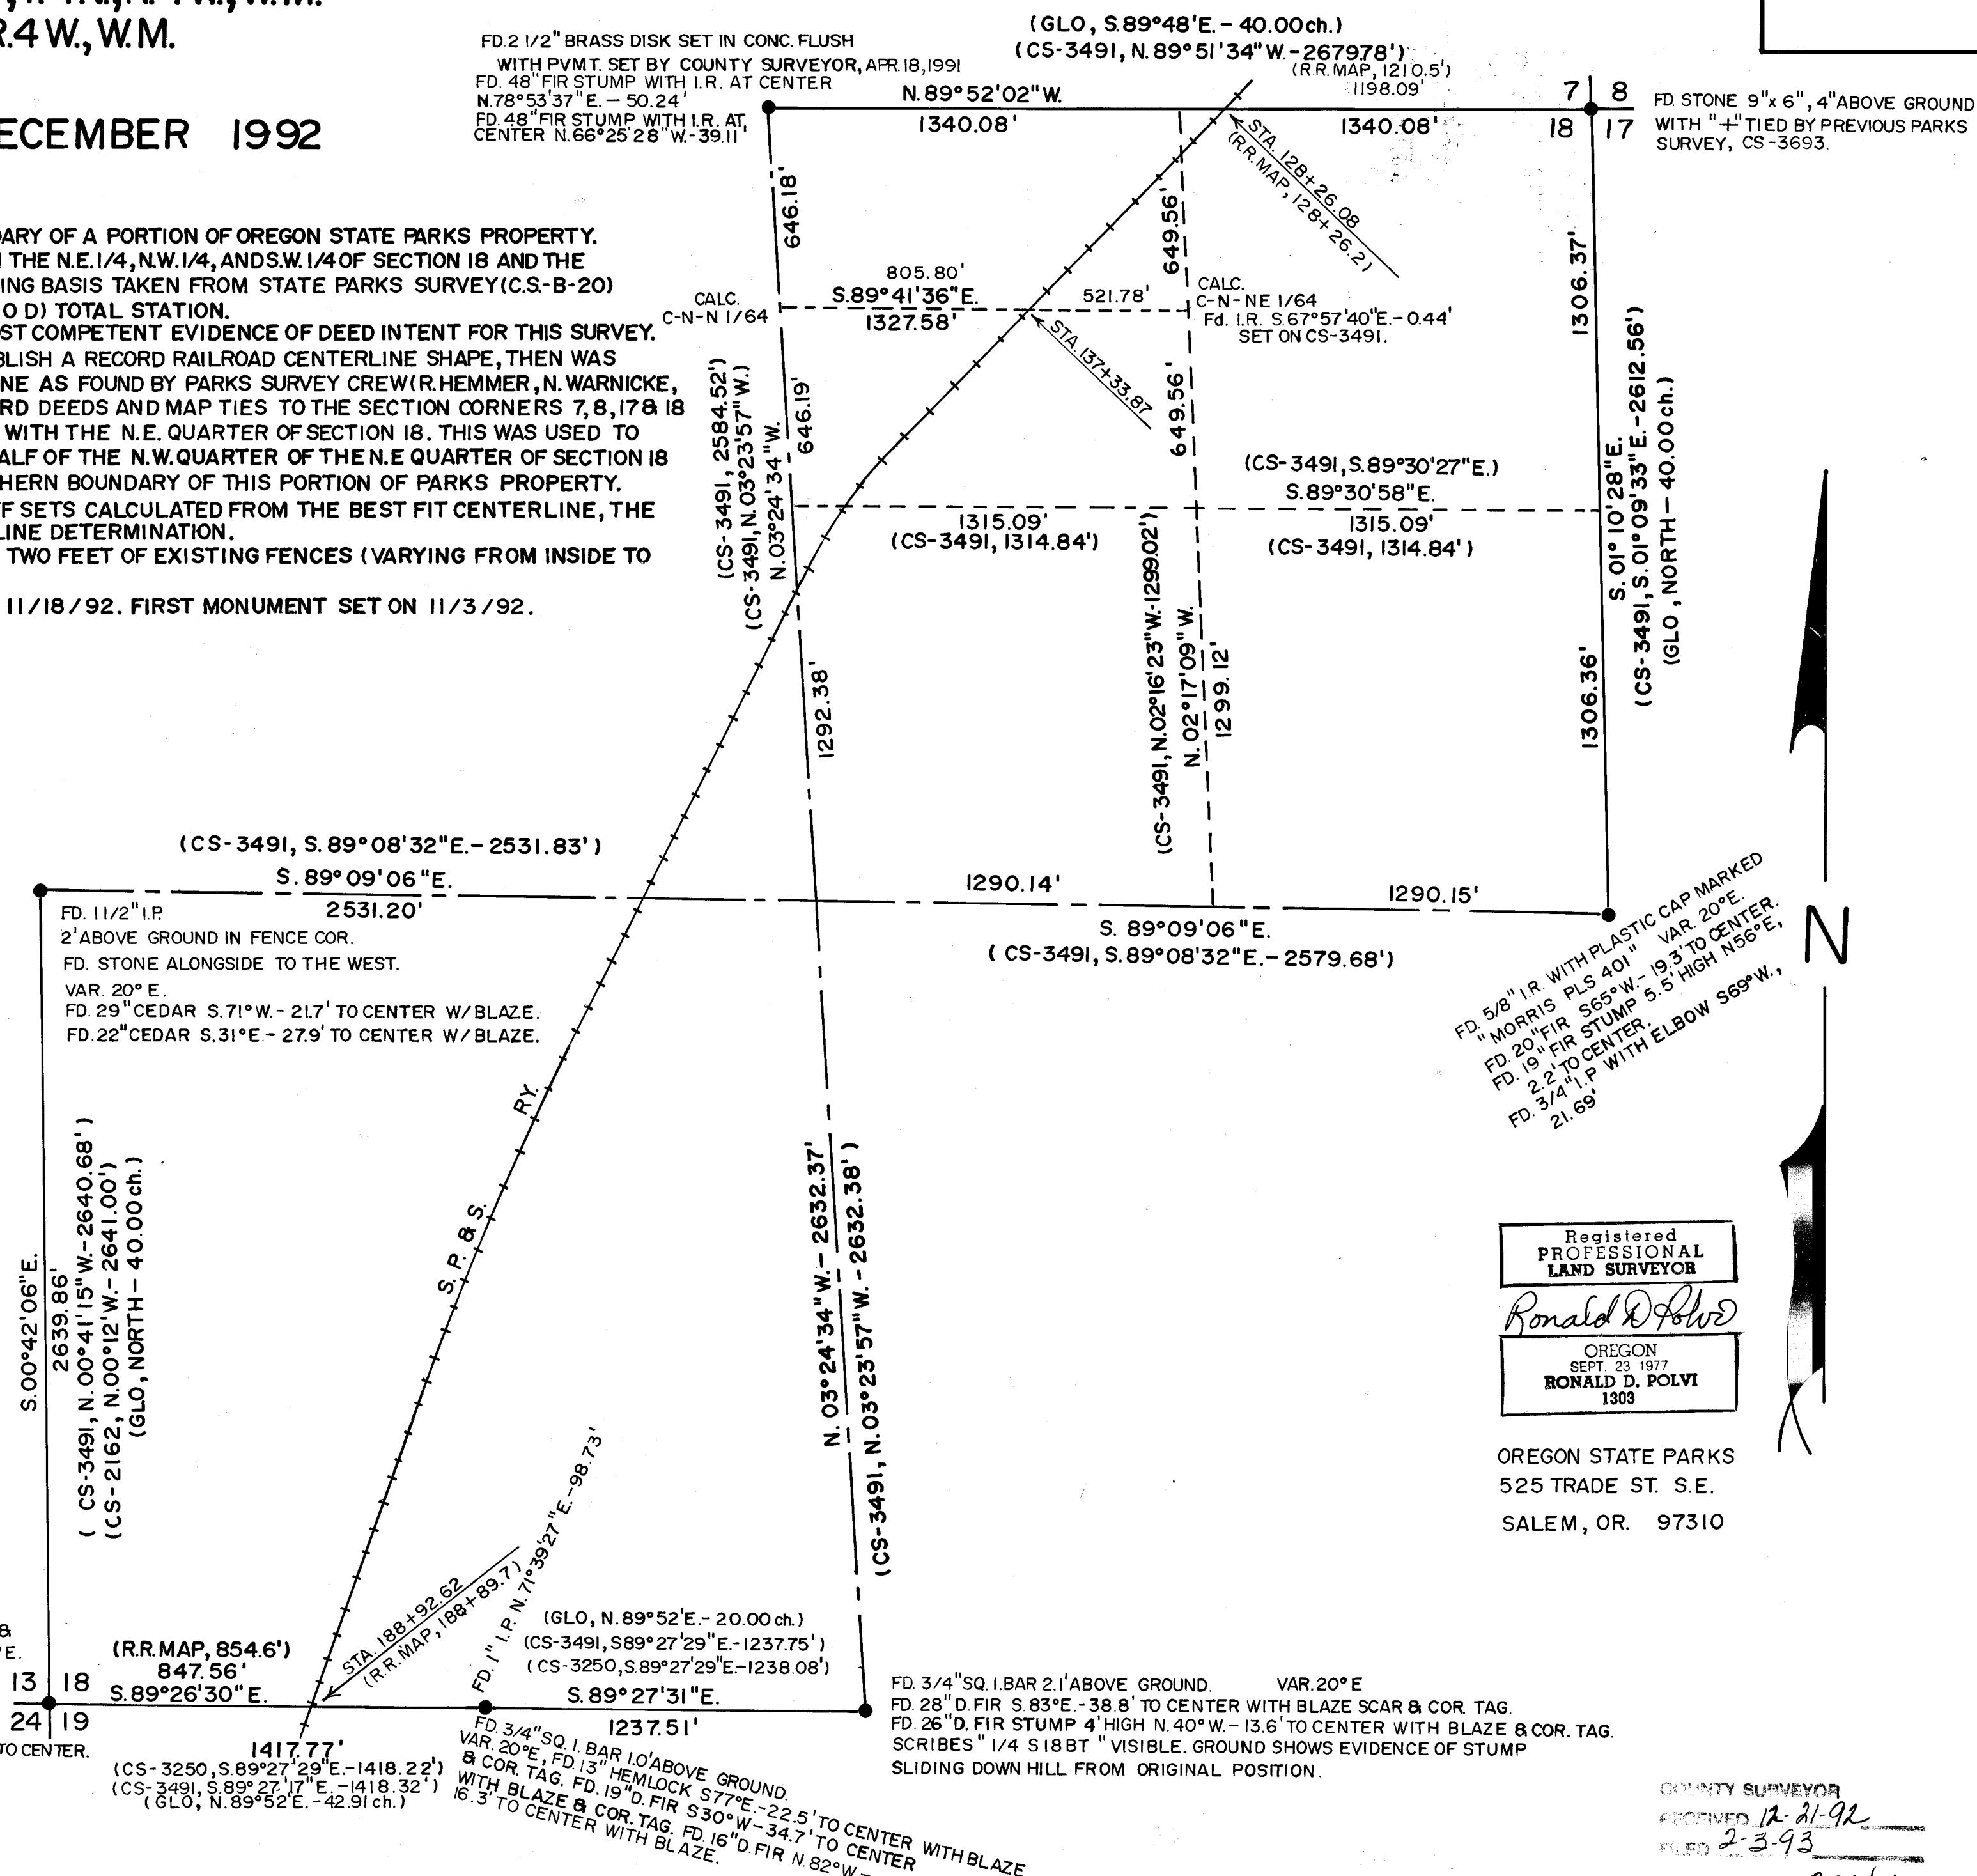 R.4 W., W.M.
DECEMBER 1992
DARY OF A PORTION OF OREGON STATE PARKS PROPERTY.
THE N.E.1/4, N.W.1/4, AND S.W.1/4 OF SECTION 18 AND THE
ING BASIS TAKEN FROM STATE PARKS SURVEY (C.S.-B-20)
O D) TOTAL STATION.
ST COMPETENT EVIDENCE OF DEED INTENT FOR THIS SURVEY.
BLISH A RECORD RAILROAD CENTERLINE SHAPE, THEN WAS
NE AS FOUND BY PARKS SURVEY CREW (R. HEMMER, N. WARNICKE,
RD DEEDS AND MAP TIES TO THE SECTION CORNERS 7,8,17 & 18
WITH THE N.E. QUARTER OF SECTION 18. THIS WAS USED TO
ALF OF THE N.W. QUARTER OF THE N.E QUARTER OF SECTION 18
HERN BOUNDARY OF THIS PORTION OF PARKS PROPERTY.
F SETS CALCULATED FROM THE BEST FIT CENTERLINE, THE
LINE DETERMINATION.
TWO FEET OF EXISTING FENCES (VARYING FROM INSIDE TO
11/18/92. FIRST MONUMENT SET ON 11/3/92.
FD. 2 1/2" BRASS DISK SET IN CONC. FLUSH
WITH PVMT. SET BY COUNTY SURVEYOR, APR. 18, 1991
FD. 48" FIR STUMP WITH I.R. AT CENTER
N.78°53'37"E. – 50.24'
FD. 48" FIR STUMP WITH I.R. AT
CENTER N.66°25'28"W.-39.11'
(GLO, S.89°48'E. – 40.00ch.)
(CS-3491, N.89°51'34"W.-2679.78')
(R.R. MAP, 1210.5')
1198.09'
N.89°52'02"W.
1340.08'
1340.08'
7 8
18 17
FD. STONE 9"x 6", 4" ABOVE GROUND
WITH "+" TIED BY PREVIOUS PARKS
SURVEY, CS-3693.
STA. 128+26.08
(R.R. MAP, 128+26.2)
646.18'
649.56'
1306.37'
805.80'
S.89°41'36"E.
1327.58'
521.78'
CALC.
C-N-N 1/64
CALC.
C-N-NE 1/64
Fd. I.R. S.67°57'40"E.-0.44'
SET ON CS-3491.
STA. 137+33.87
646.19'
649.56'
(CS-3491, 2584.52')
(CS-3491, N.03°23'57"W.)
N.03°24'34"W.
(CS-3491, S.89°30'27"E.)
S.89°30'58"E.
1315.09'
(CS-3491, 1314.84')
1315.09'
(CS-3491, 1314.84')
S. 01°10'28"E.
(CS-3491, S.01°09'33"E.-2612.56')
(GLO, NORTH – 40.00ch.)
1306.36'
1292.38'
(CS-3491, N.02°16'23"W.-1299.02')
N. 02°17'09"W.
1299.12'
(CS-3491, S.89°08'32"E.-2531.83')
S.89°09'06"E.
2531.20'
1290.14'
1290.15'
S. 89°09'06"E.
(CS-3491, S.89°08'32"E.-2579.68')
FD. 1 1/2" I.P.
2' ABOVE GROUND IN FENCE COR.
FD. STONE ALONGSIDE TO THE WEST.
VAR. 20° E.
FD. 29" CEDAR S.71°W.- 21.7' TO CENTER W/BLAZE.
FD. 22" CEDAR S.31°E.- 27.9' TO CENTER W/BLAZE.
FD. 5/8" I.R. WITH PLASTIC CAP MARKED
"MORRIS PLS 401" VAR. 20°E.
FD. 20" FIR S65°W.- 19.3' TO CENTER.
FD. 19" FIR STUMP 5.5' HIGH N56°E,
2.2' TO CENTER.
FD. 3/4" I.P. WITH ELBOW S69°W.,
21.69'
N
S. P. & S. RY.
S.00°42'06"E.
2639.86'
(CS-3491, N.00°41'15"W.-2640.68')
(CS-2162, N.00°12'W.-2641.00')
(GLO, NORTH – 40.00ch.)
N. 03°24'34"W.- 2632.37'
(CS-3491, N.03°23'57"W.-2632.38')
Registered
PROFESSIONAL
LAND SURVEYOR
Ronald D Polvi
OREGON
SEPT. 23 1977
RONALD D. POLVI
1303
OREGON STATE PARKS
525 TRADE ST. S.E.
SALEM, OR. 97310
STA. 188+92.62
(R.R. MAP, 188+89.7)
FD. 1" I.P. N.71°39'27"E.-98.73'
(GLO, N.89°52'E.-20.00 ch.)
(CS-3491, S89°27'29"E.-1237.75')
(CS-3250, S.89°27'29"E.-1238.08')
S.89°27'31"E.
1237.51'
&
°E.
13 18
24 19
TO CENTER.
(R.R. MAP, 854.6')
847.56'
S.89°26'30"E.
1417.77'
(CS-3250, S.89°27'29"E.-1418.22')
(CS-3491, S.89°27'17"E.-1418.32')
(GLO, N.89°52'E.-42.91ch.)
FD. 3/4" SQ. I. BAR 1.0' ABOVE GROUND.
VAR. 20°E, FD. 13" HEMLOCK S77°E.-22.5' TO CENTER WITH BLAZE
& COR. TAG. FD. 19" D. FIR S30°W-34.7' TO CENTER
WITH BLAZE & COR. TAG. FD. 16" D. FIR N.82°W.-
16.3' TO CENTER WITH BLAZE.
FD. 3/4" SQ. I. BAR 2.1' ABOVE GROUND. VAR. 20°E
FD. 28" D. FIR S.83°E.-38.8' TO CENTER WITH BLAZE SCAR & COR. TAG.
FD. 26" D. FIR STUMP 4' HIGH N.40°W.-13.6' TO CENTER WITH BLAZE & COR. TAG.
SCRIBES "1/4 S18BT" VISIBLE. GROUND SHOWS EVIDENCE OF STUMP
SLIDING DOWN HILL FROM ORIGINAL POSITION.
COUNTY SURVEYOR
RECEIVED 12-21-92
FILED 2-3-93